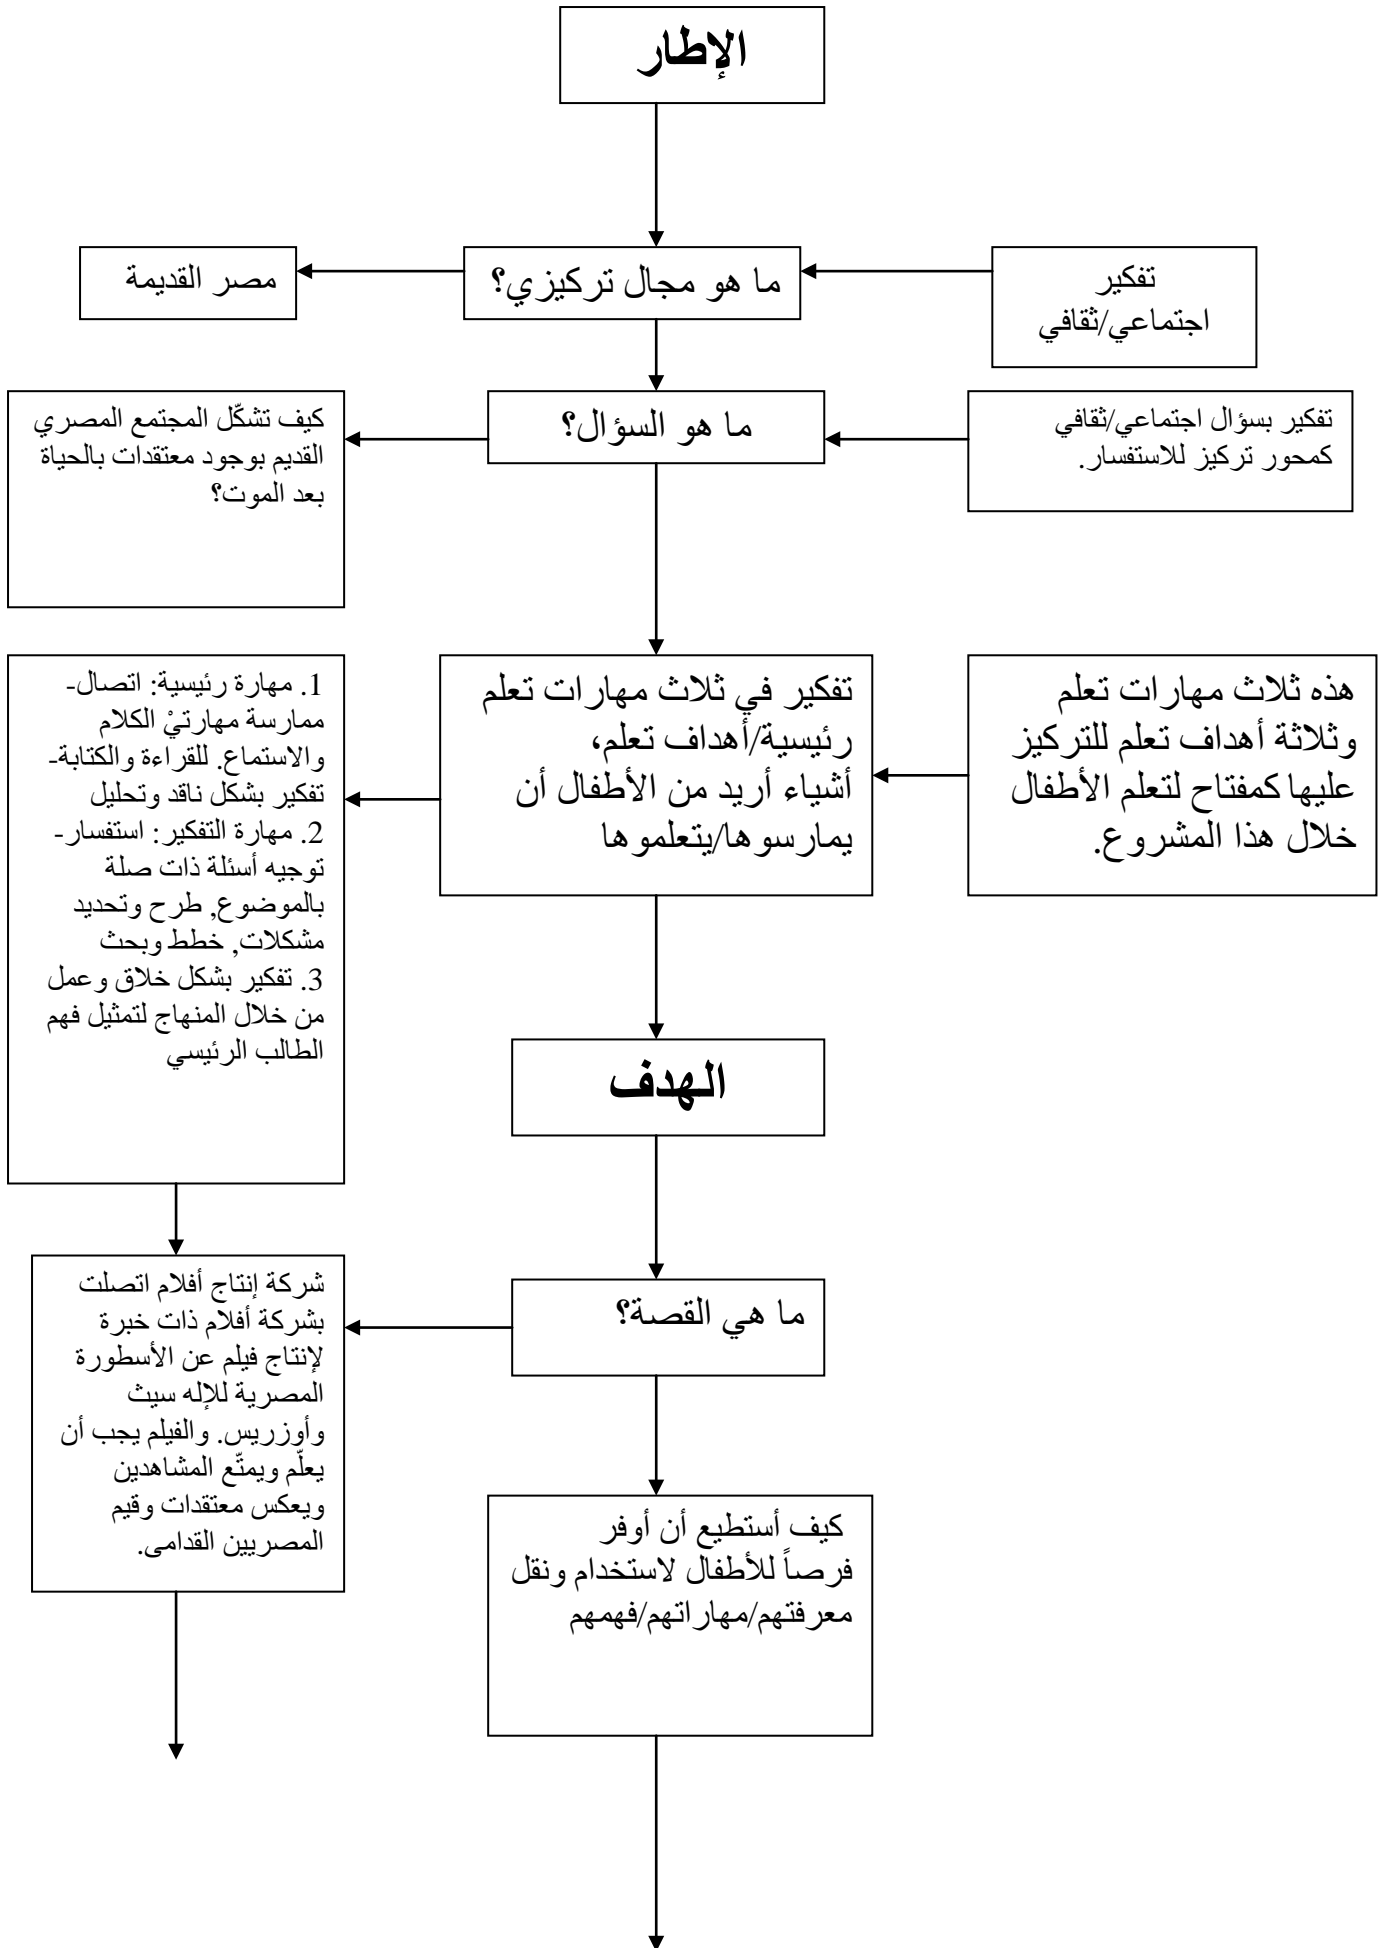 الإطار
تفكير
اجتماعي/ثقافي
ما هو مجال تركيزي؟
مصر القديمة
تفكير بسؤال اجتماعي/ثقافي
كمحور تركيز للاستفسار.
ما هو السؤال؟
كيف تشكّل المجتمع المصري
القديم بوجود معتقدات بالحياة
بعد الموت؟
هذه ثلاث مهارات تعلم
وثلاثة أهداف تعلم للتركيز
عليها كمفتاح لتعلم الأطفال
خلال هذا المشروع.
تفكير في ثلاث مهارات تعلم
رئيسية/أهداف تعلم،
أشياء أريد من الأطفال أن
يمارسوها/يتعلموها
1. مهارة رئيسية: اتصال-
ممارسة مهارتيْ الكلام
والاستماع. للقراءة والكتابة-
تفكير بشكل ناقد وتحليل
2. مهارة التفكير: استفسار-
توجيه أسئلة ذات صلة
بالموضوع, طرح وتحديد
مشكلات, خطط وبحث
3. تفكير بشكل خلاق وعمل
من خلال المنهاج لتمثيل فهم
الطالب الرئيسي
الهدف
ما هي القصة؟
شركة إنتاج أفلام اتصلت
بشركة أفلام ذات خبرة
لإنتاج فيلم عن الأسطورة
المصرية للإله سيث
وأوزريس. والفيلم يجب أن
يعلّم ويمتّع المشاهدين
ويعكس معتقدات وقيم
المصريين القدامى.
كيف أستطيع أن أوفر
فرصاً للأطفال لاستخدام ونقل
معرفتهم/مهاراتهم/فهمهم